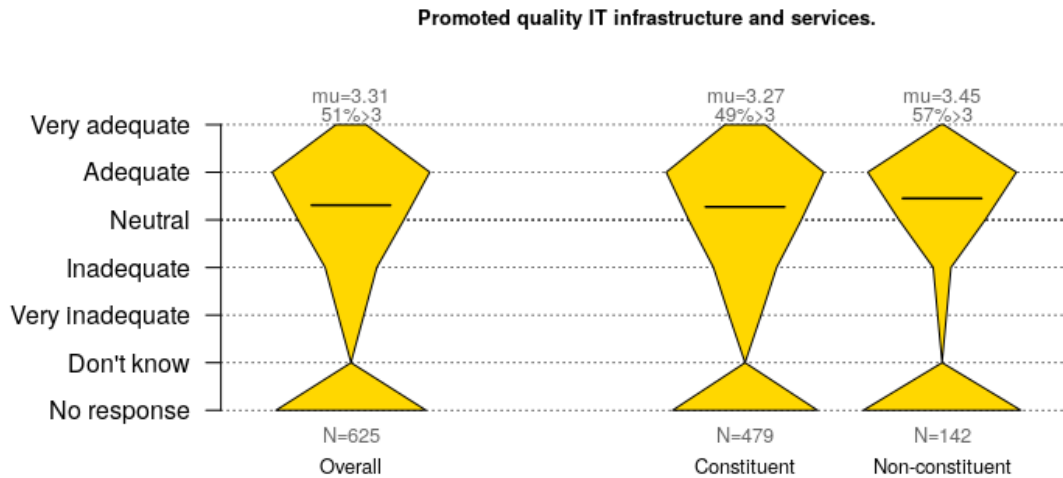 Promoted quality IT infrastructure and services.
mu=3.31
51%>3
mu=3.27
49%>3
mu=3.45
57%>3
Very adequate
Adequate
Neutral
Inadequate
Very inadequate
Don't know
No response
N=625
N=479
N=142
Overall
Constituent
Non-constituent